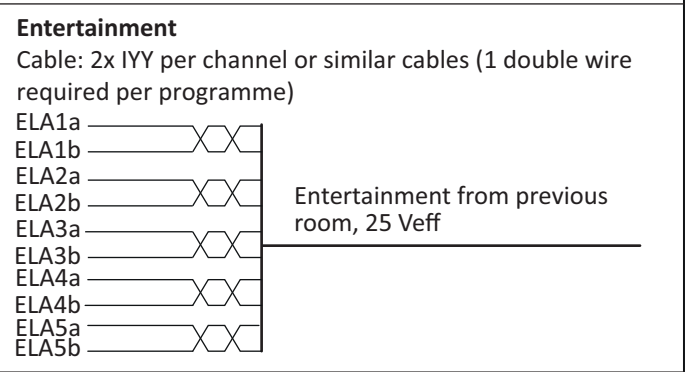 Entertainment
Cable: 2x IYY per channel or similar cables (1 double wire
required per programme)
ELA1a
ELA1b
ELA2a
ELA2b
ELA3a
ELA3b
ELA4a
ELA4b
ELA5a
ELA5b
Entertainment from previous
room, 25 Veff